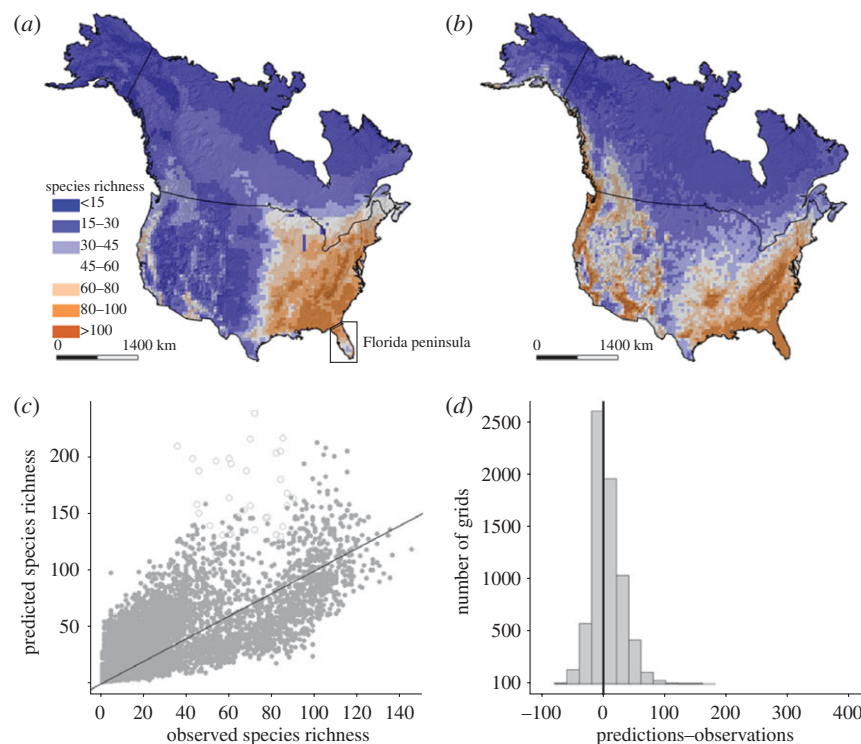 (a)
(b)
species richness
<15
15–30
30–45
45–60
60–80
80–100
>100
0 1400 km
Florida peninsula
0 1400 km
(c)
(d)
predicted species richness
200
150
100
50
0 20 40 60 80 100 120 140
observed species richness
number of grids
2500
2000
1500
1000
500
100
−100 0 100 200 300 400
predictions–observations